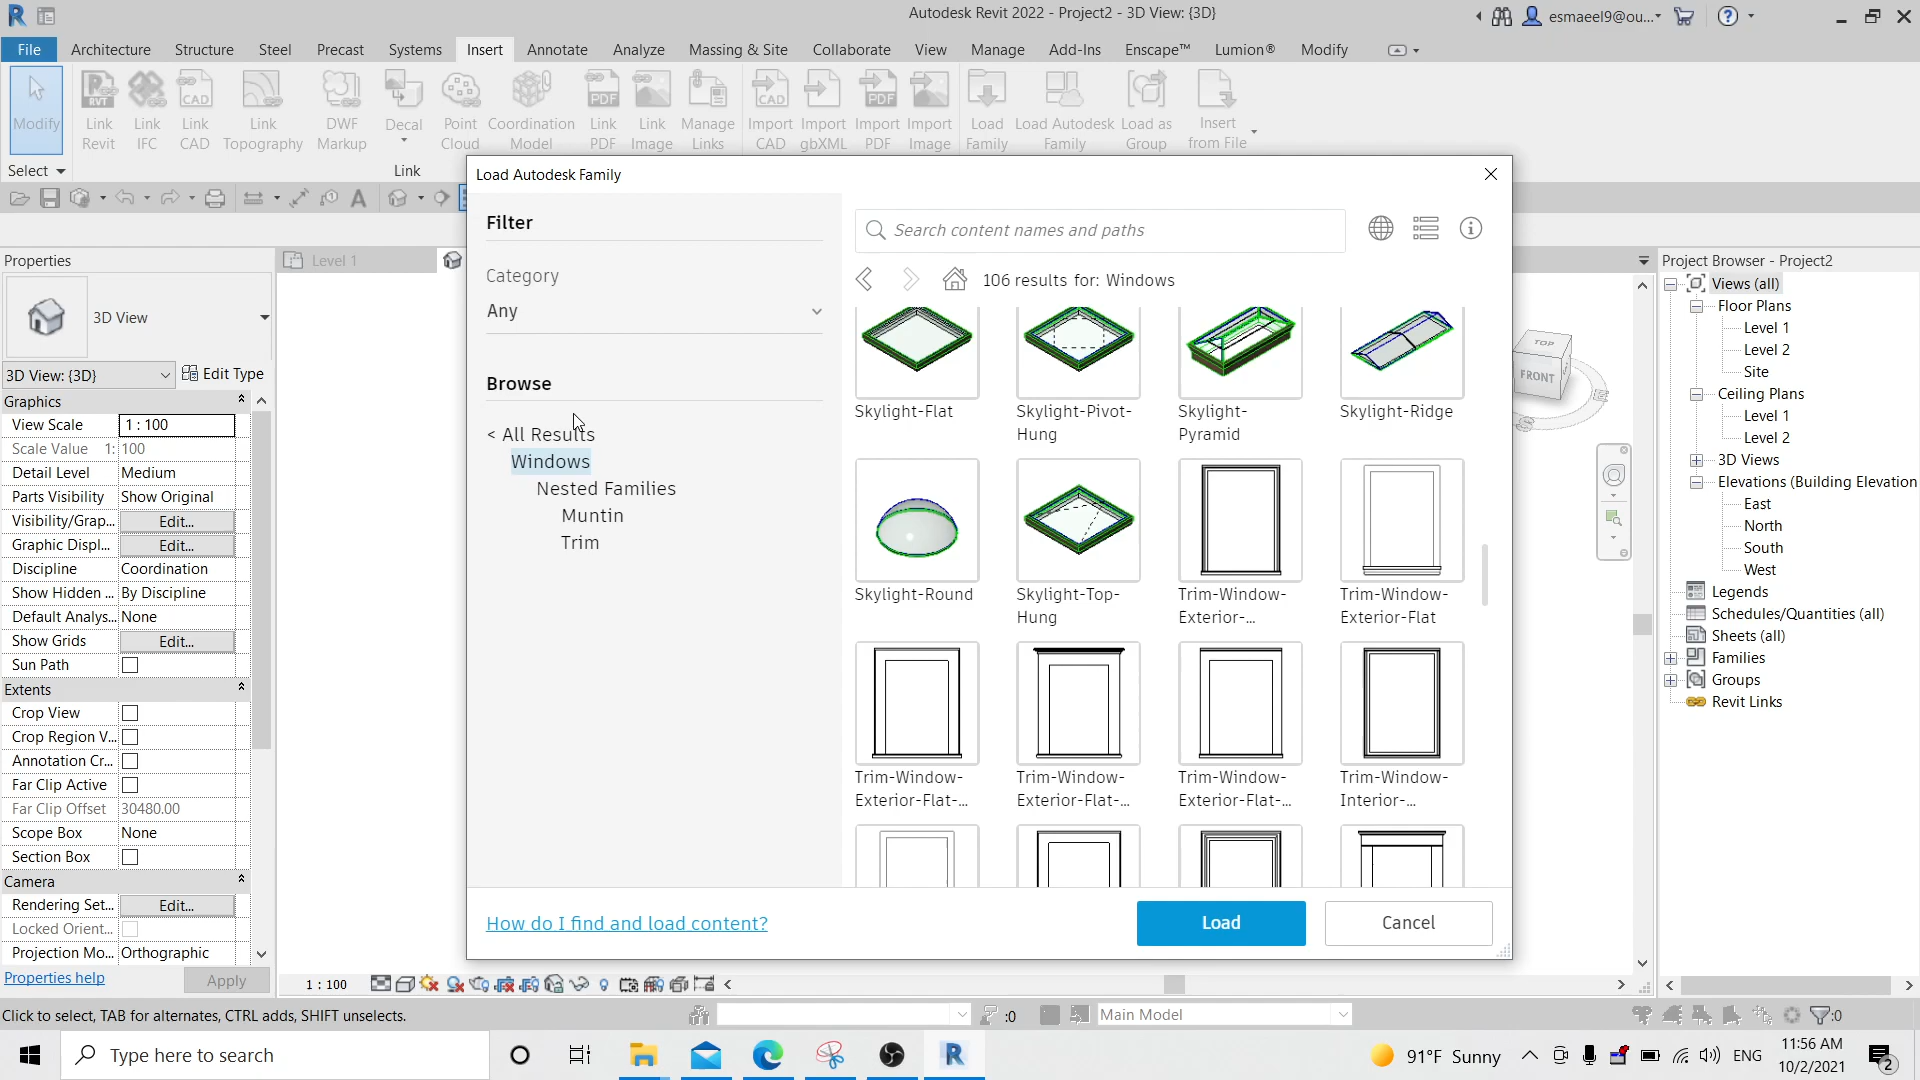 Autodesk Revit 2022 - Project2 - 3D View: {3D}
esmaeel9@ou...
File Architecture Structure Steel Precast Systems Insert Annotate Analyze Massing & Site Collaborate View Manage Add-Ins Enscape™ Lumion® Modify
Modify
Link Revit
Link IFC
Link CAD
Link Topography
DWF Markup
Decal
Point Cloud
Coordination Model
Link PDF
Link Image
Manage Links
Import CAD
Import gbXML
Import PDF
Import Image
Load Family
Load Autodesk Family
Load as Group
Insert from File
Select
Link
Properties
3D View
3D View: {3D}
Edit Type
Graphics
View Scale 1 : 100
Scale Value 1: 100
Detail Level Medium
Parts Visibility Show Original
Visibility/Grap... Edit...
Graphic Displ... Edit...
Discipline Coordination
Show Hidden ... By Discipline
Default Analys... None
Show Grids Edit...
Sun Path
Extents
Crop View
Crop Region V...
Annotation Cr...
Far Clip Active
Far Clip Offset 30480.00
Scope Box None
Section Box
Camera
Rendering Set... Edit...
Locked Orient...
Projection Mo... Orthographic
Properties help
Apply
Level 1
Load Autodesk Family
Filter
Category
Any
Browse
< All Results
Windows
Nested Families
Muntin
Trim
Search content names and paths
106 results for: Windows
Skylight-Flat
Skylight-Pivot-
Hung
Skylight-
Pyramid
Skylight-Ridge
Skylight-Round
Skylight-Top-
Hung
Trim-Window-
Exterior-...
Trim-Window-
Exterior-Flat
Trim-Window-
Exterior-Flat-...
Trim-Window-
Exterior-Flat-...
Trim-Window-
Exterior-Flat-...
Trim-Window-
Interior-...
How do I find and load content?
Load
Cancel
TOP
FRONT
Project Browser - Project2
Views (all)
Floor Plans
Level 1
Level 2
Site
Ceiling Plans
Level 1
Level 2
3D Views
Elevations (Building Elevation
East
North
South
West
Legends
Schedules/Quantities (all)
Sheets (all)
Families
Groups
Revit Links
1 : 100
Click to select, TAB for alternates, CTRL adds, SHIFT unselects.
:0
Main Model
:0
Type here to search
91°F Sunny
ENG
11:56 AM
10/2/2021
2